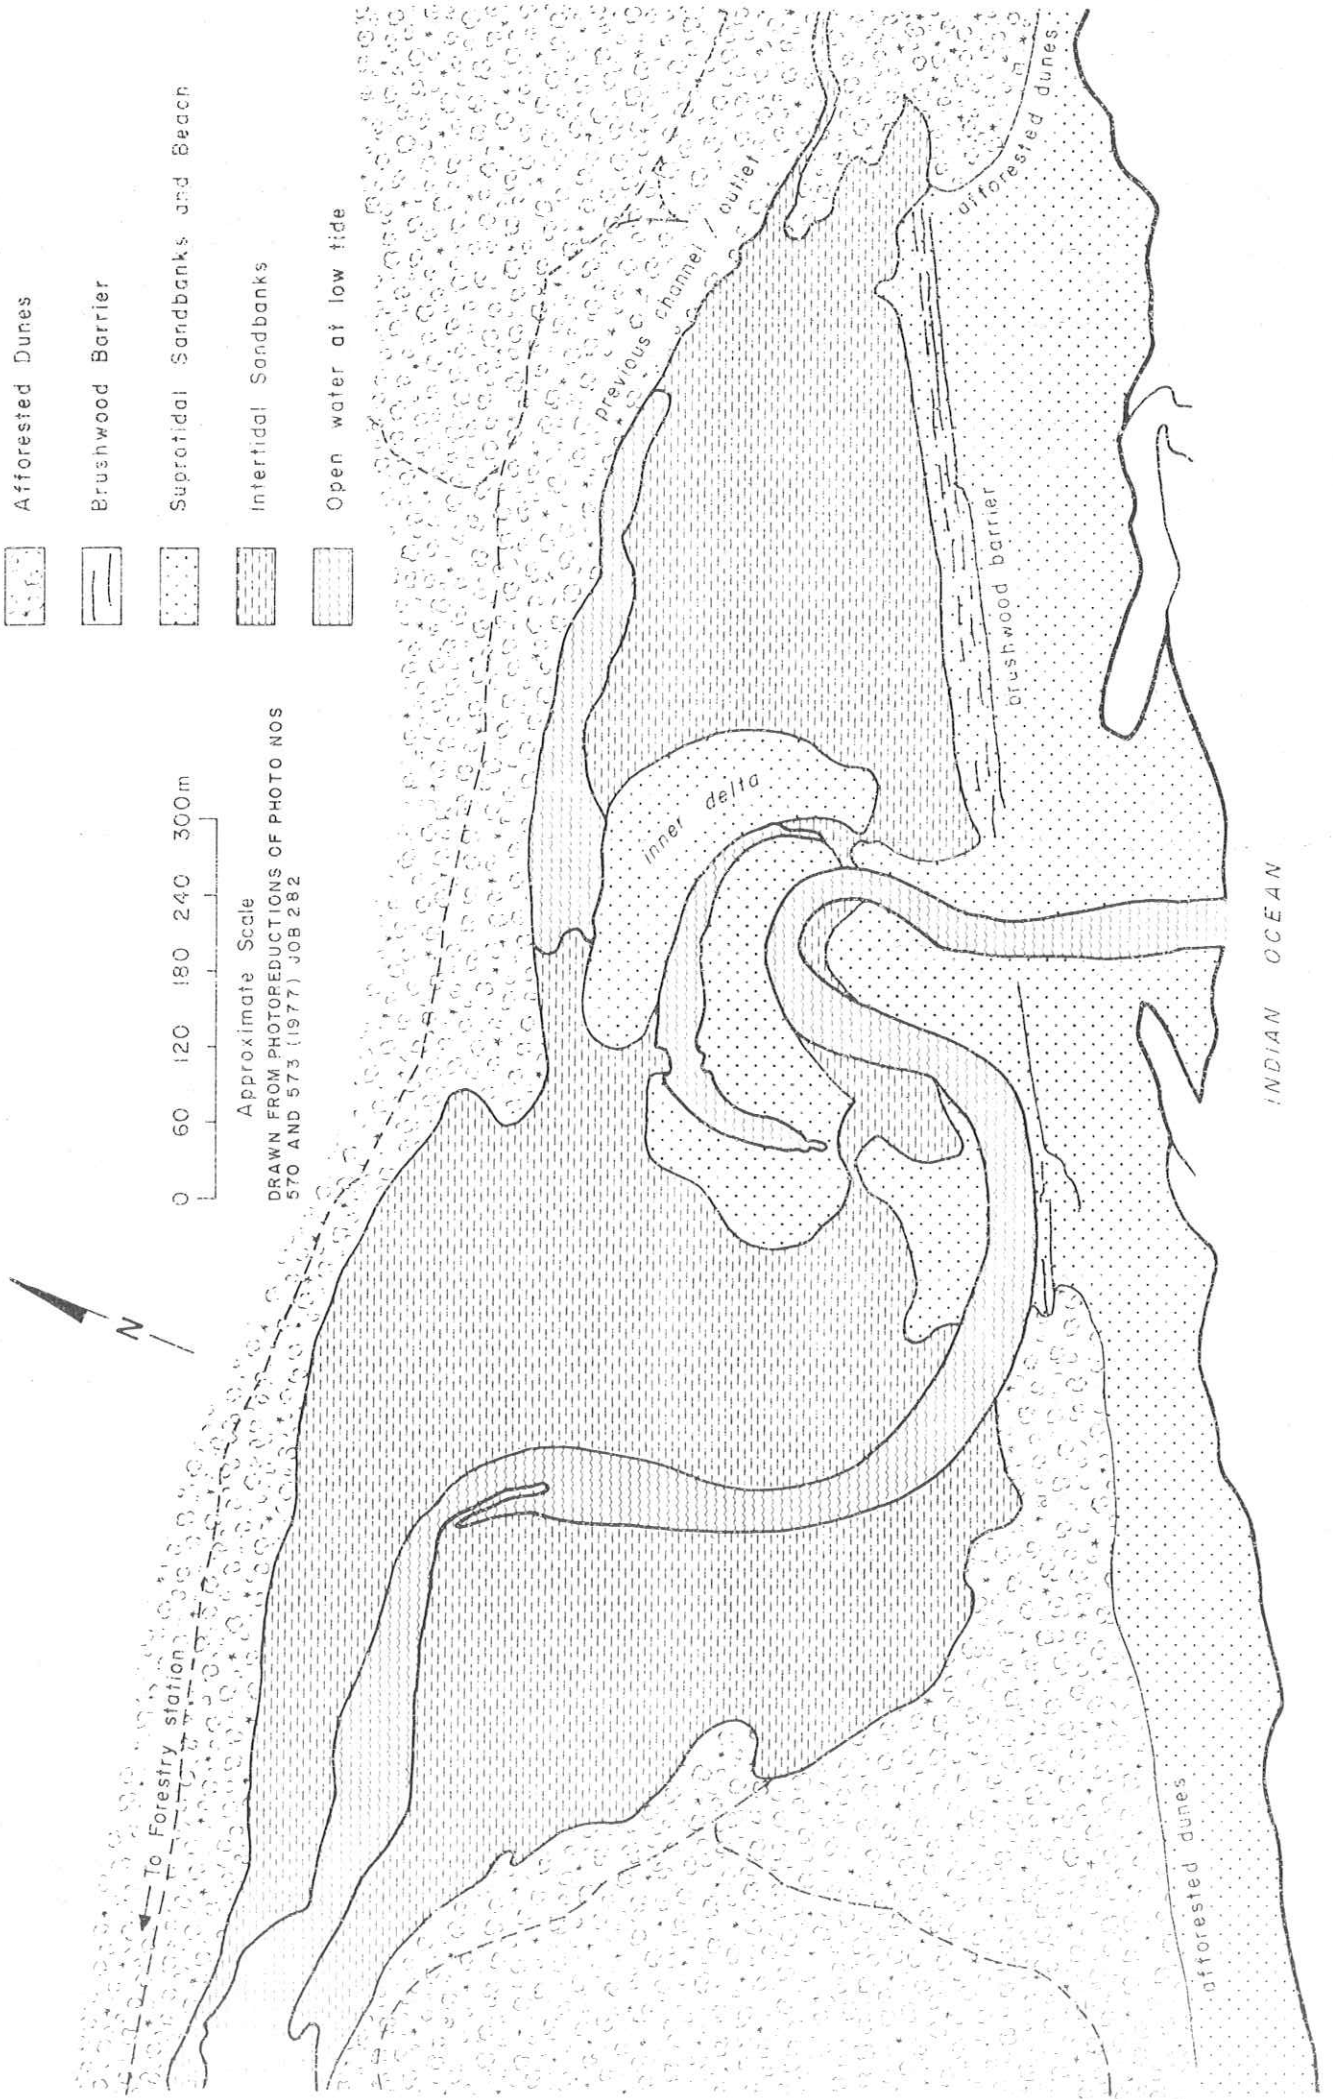 Afforested Dunes
Brushwood Barrier
Supratidal Sandbanks and Beach
Intertidal Sandbanks
Open water at low tide
0 60 120 180 240 300m
Approximate Scale
DRAWN FROM PHOTOREDUCTIONS OF PHOTO NOS
570 AND 573 (1977) JOB 282
N
To Forestry station
previous channel / outlet
inner delta
brushwood barrier
afforested dunes
afforested dunes
INDIAN OCEAN